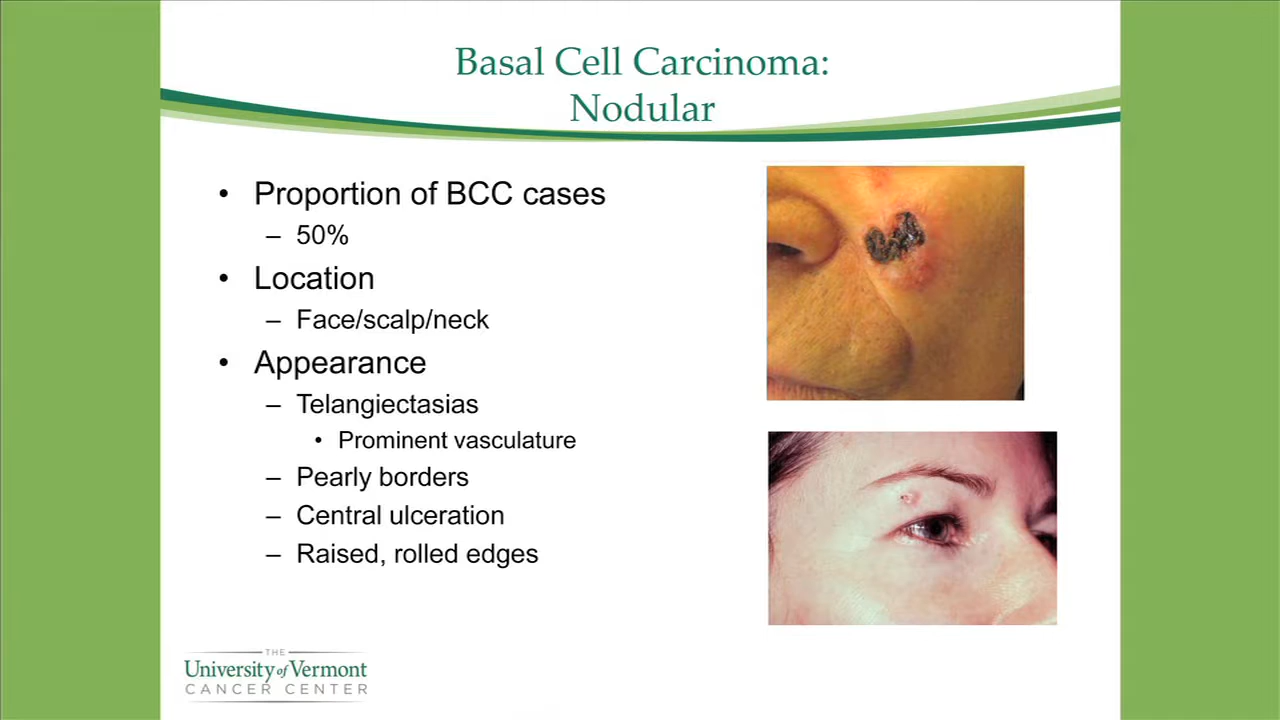 Basal Cell Carcinoma:
Nodular
• Proportion of BCC cases
– 50%
• Location
– Face/scalp/neck
• Appearance
– Telangiectasias
• Prominent vasculature
– Pearly borders
– Central ulceration
– Raised, rolled edges
THE
University of Vermont
CANCER CENTER